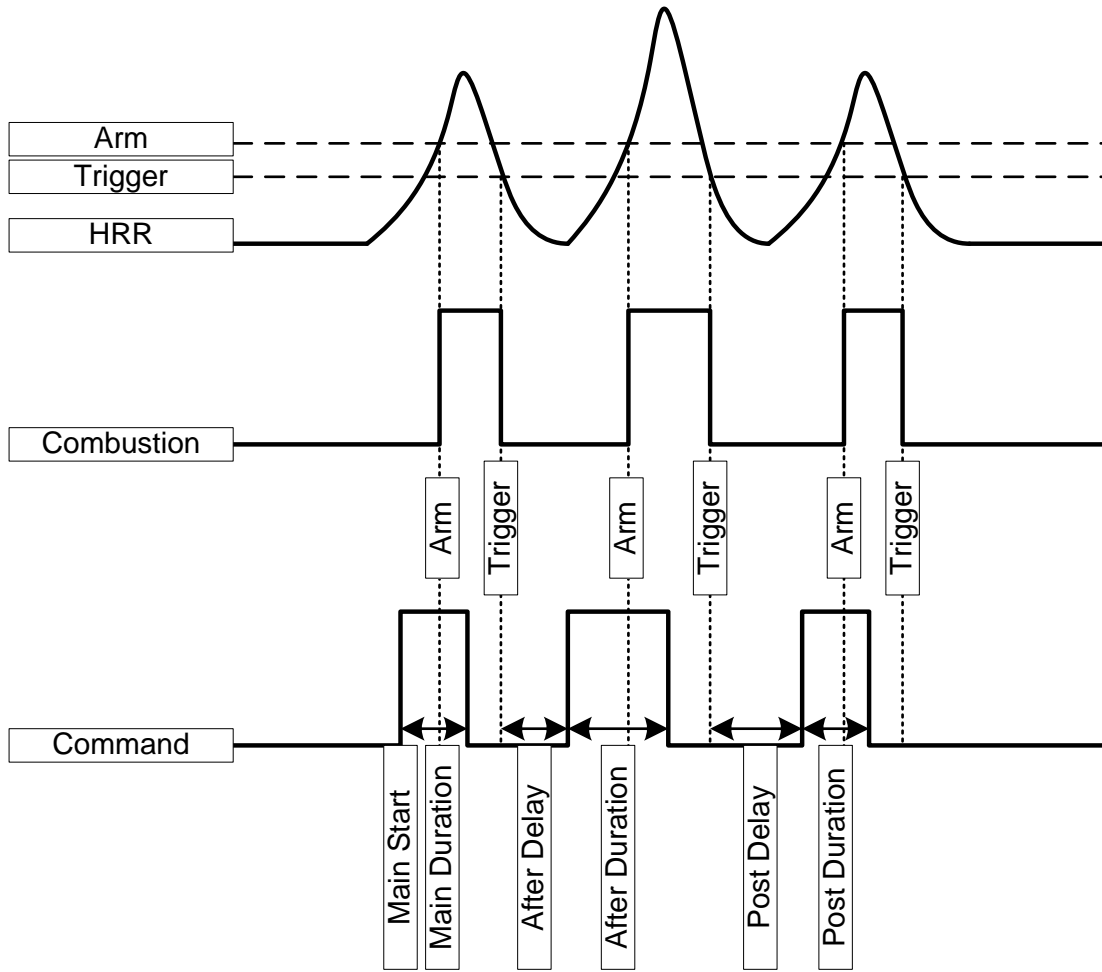 Arm
Trigger
HRR
Combustion
Arm
Trigger
Arm
Trigger
Arm
Trigger
Command
Main Start
Main Duration
After Delay
After Duration
Post Delay
Post Duration